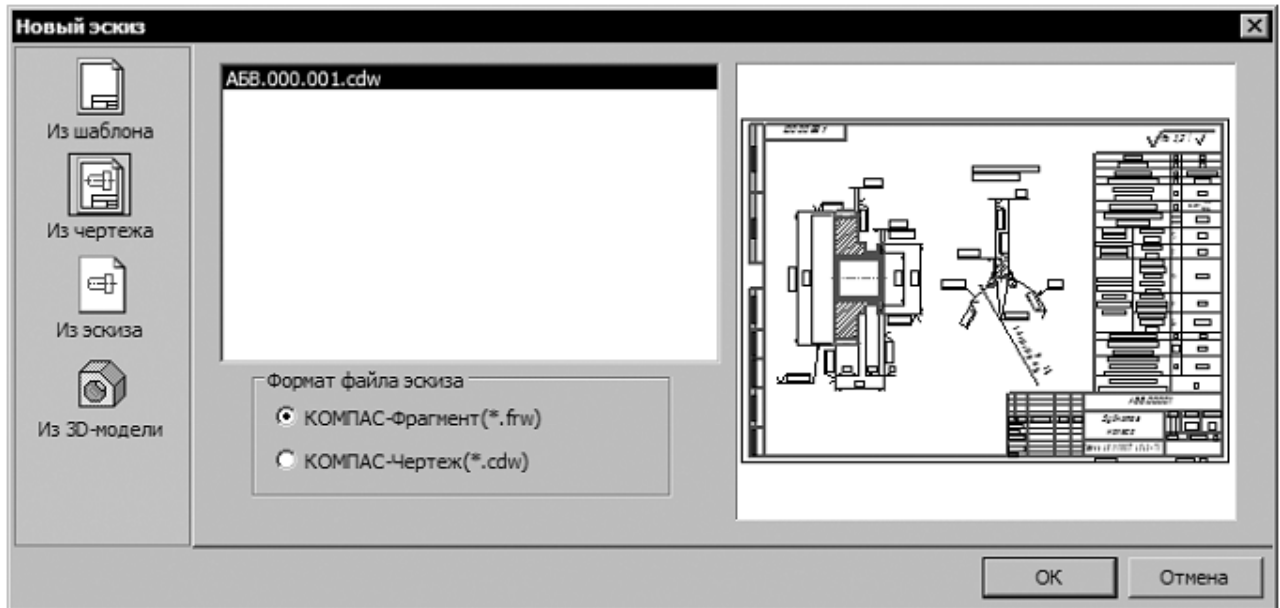 Новый эскиз
Из шаблона
Из чертежа
Из эскиза
Из 3D-модели
АБВ.000.001.cdw
Формат файла эскиза
КОМПАС-Фрагмент(*.frw)
КОМПАС-Чертеж(*.cdw)
ОК
Отмена